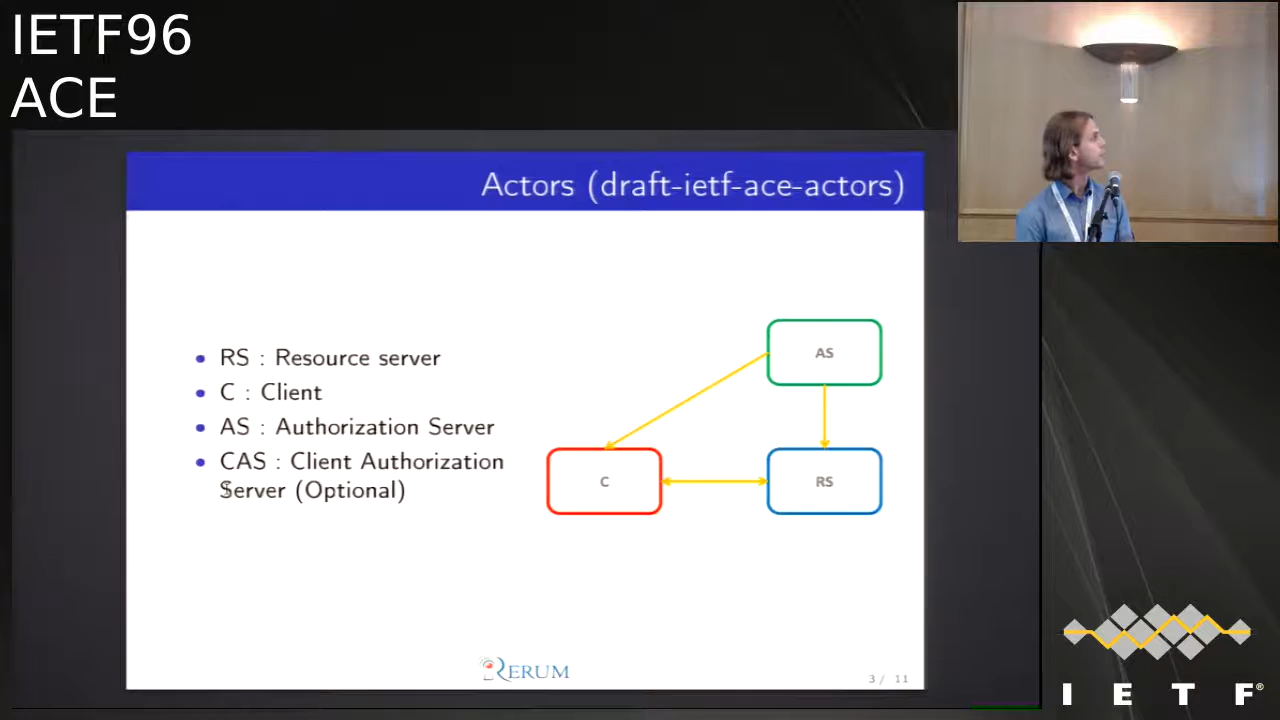 IETF96
ACE
Actors (draft-ietf-ace-actors)
• RS : Resource server
• C : Client
• AS : Authorization Server
• CAS : Client Authorization
Server (Optional)
AS
C
RS
RERUM
3 / 11
I E T F®